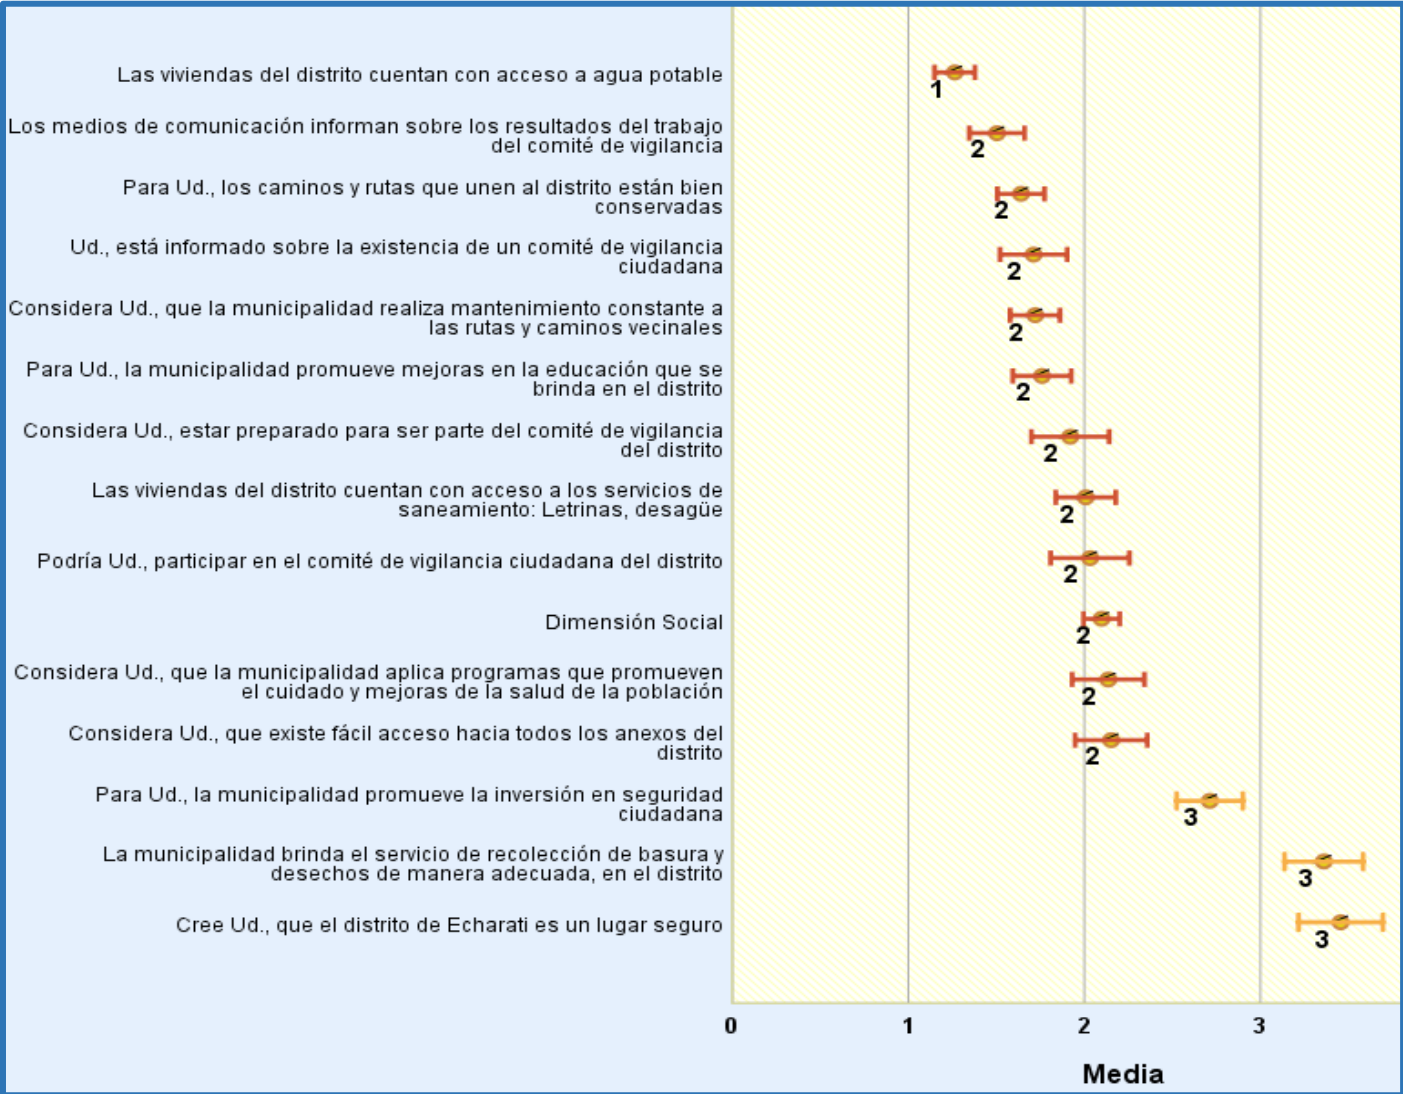 Las viviendas del distrito cuentan con acceso a agua potable
1
Los medios de comunicación informan sobre los resultados del trabajo
del comité de vigilancia
2
Para Ud., los caminos y rutas que unen al distrito están bien
conservadas
2
Ud., está informado sobre la existencia de un comité de vigilancia
ciudadana
2
Considera Ud., que la municipalidad realiza mantenimiento constante a
las rutas y caminos vecinales
2
Para Ud., la municipalidad promueve mejoras en la educación que se
brinda en el distrito
2
Considera Ud., estar preparado para ser parte del comité de vigilancia
del distrito
2
Las viviendas del distrito cuentan con acceso a los servicios de
saneamiento: Letrinas, desagüe
2
Podría Ud., participar en el comité de vigilancia ciudadana del distrito
2
Dimensión Social
2
Considera Ud., que la municipalidad aplica programas que promueven
el cuidado y mejoras de la salud de la población
2
Considera Ud., que existe fácil acceso hacia todos los anexos del
distrito
2
Para Ud., la municipalidad promueve la inversión en seguridad
ciudadana
3
La municipalidad brinda el servicio de recolección de basura y
desechos de manera adecuada, en el distrito
3
Cree Ud., que el distrito de Echarati es un lugar seguro
3
0 1 2 3
Media